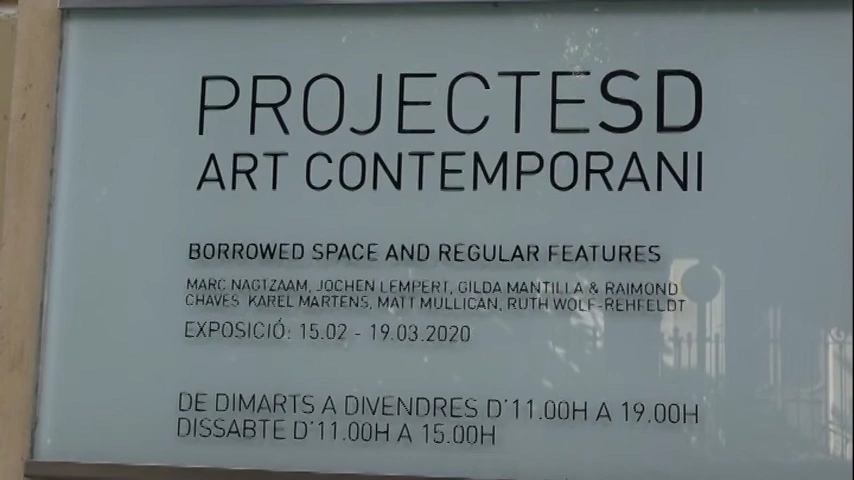 PROJECTESD
ART CONTEMPORANI
BORROWED SPACE AND REGULAR FEATURES
MARC NAGTZAAM, JOCHEN LEMPERT, GILDA MANTILLA & RAIMOND
CHAVES KAREL MARTENS, MATT MULLICAN, RUTH WOLF-REHFELDT
EXPOSICIÓ: 15.02 - 19.03.2020
DE DIMARTS A DIVENDRES D'11.00H A 19.00H
DISSABTE D'11.00H A 15.00H